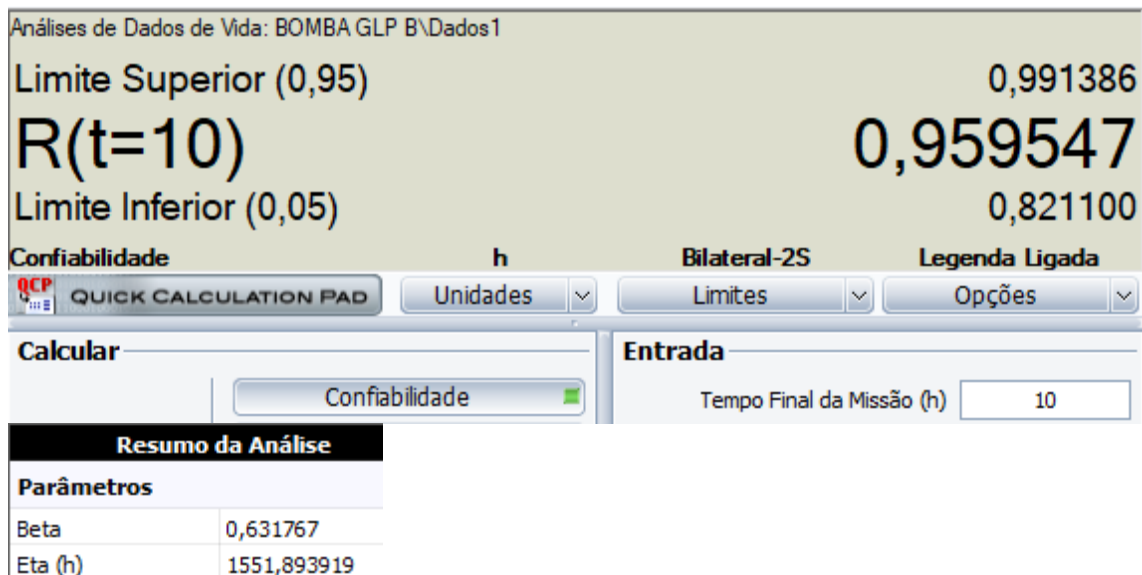 Análises de Dados de Vida: BOMBA GLP B\Dados1
Limite Superior (0,95) 0,991386
R(t=10) 0,959547
Limite Inferior (0,05) 0,821100
Confiabilidade h Bilateral-2S Legenda Ligada
QCP QUICK CALCULATION PAD Unidades Limites Opções
Calcular Entrada
Confiabilidade Tempo Final da Missão (h) 10
Resumo da Análise
Parâmetros
Beta 0,631767
Eta (h) 1551,893919